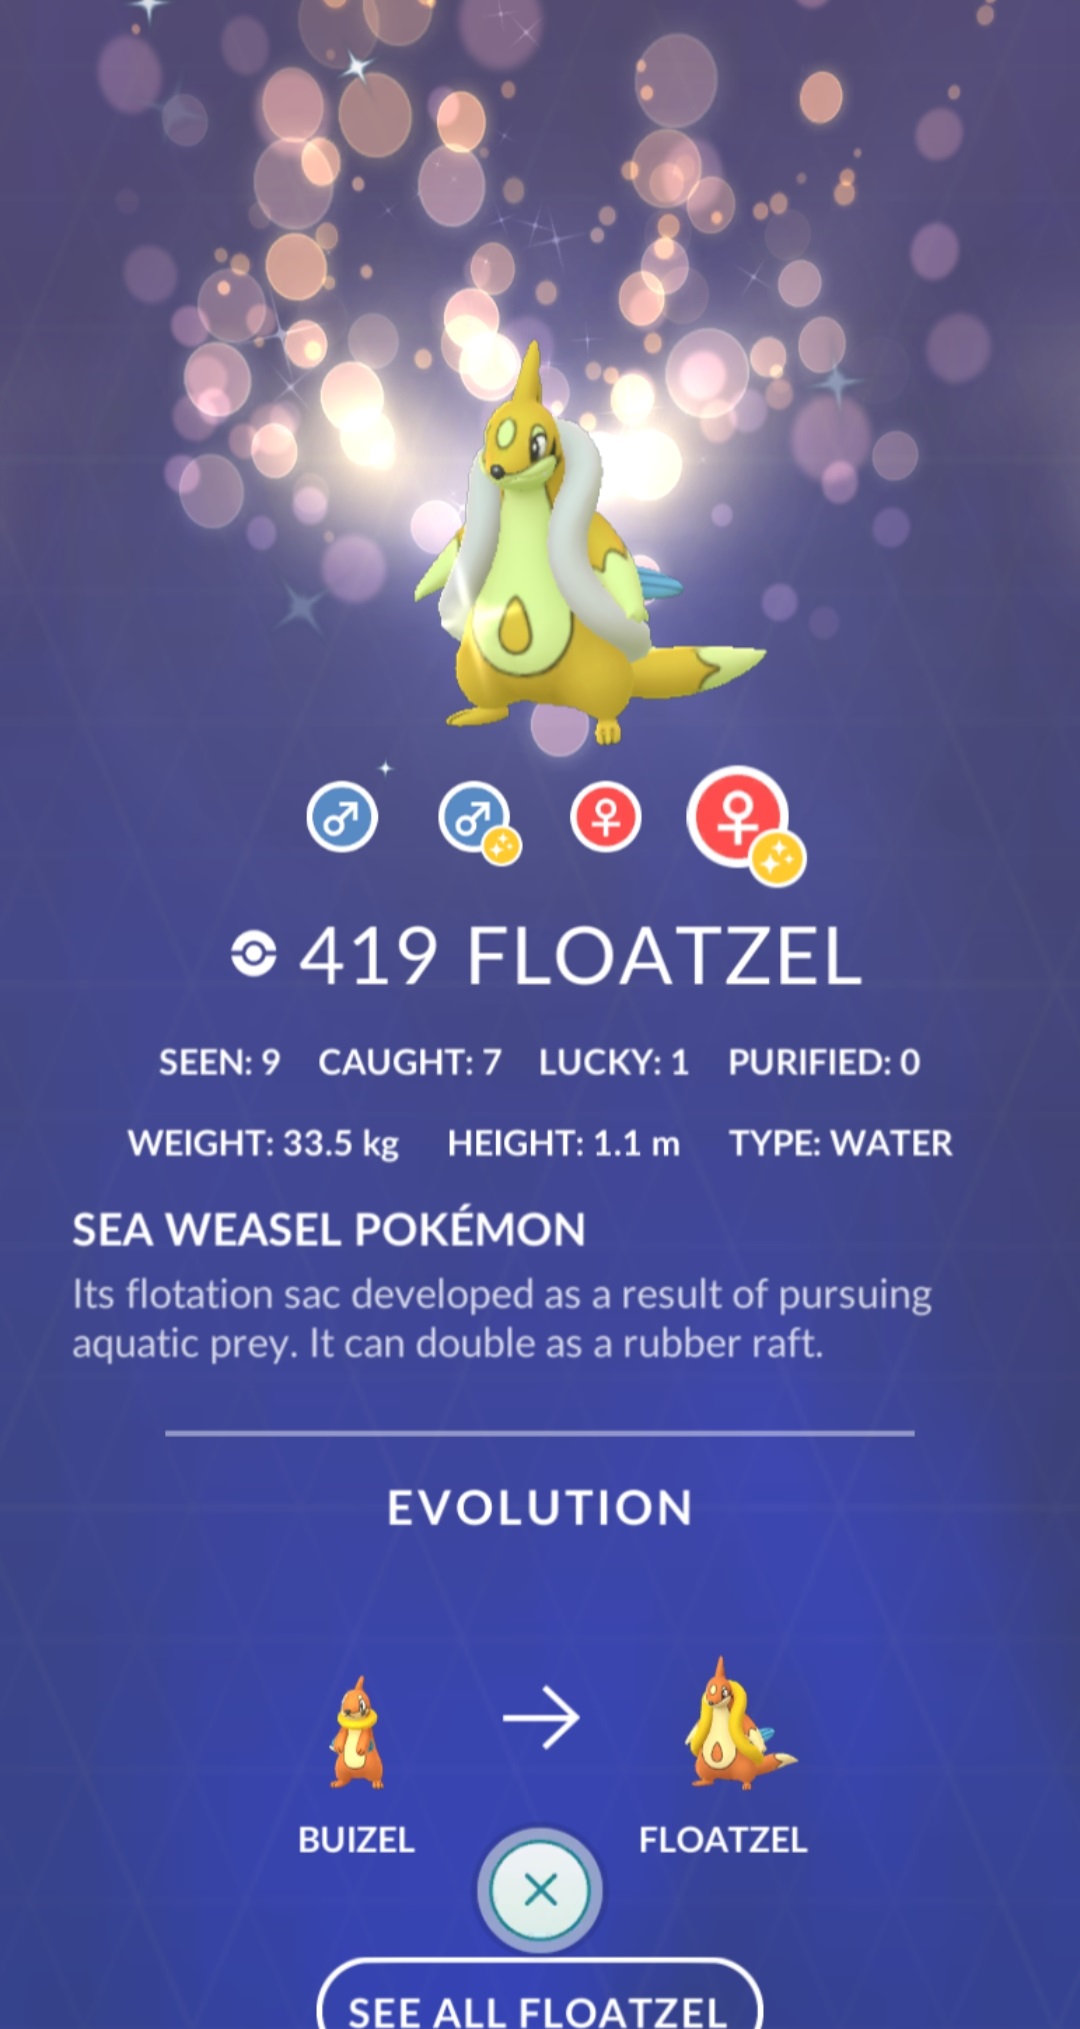 419 FLOATZEL
SEEN: 9 CAUGHT: 7 LUCKY: 1 PURIFIED: 0
WEIGHT: 33.5 kg HEIGHT: 1.1 m TYPE: WATER
SEA WEASEL POKÉMON
Its flotation sac developed as a result of pursuing
aquatic prey. It can double as a rubber raft.
EVOLUTION
BUIZEL FLOATZEL
SEE ALL FLOATZEL